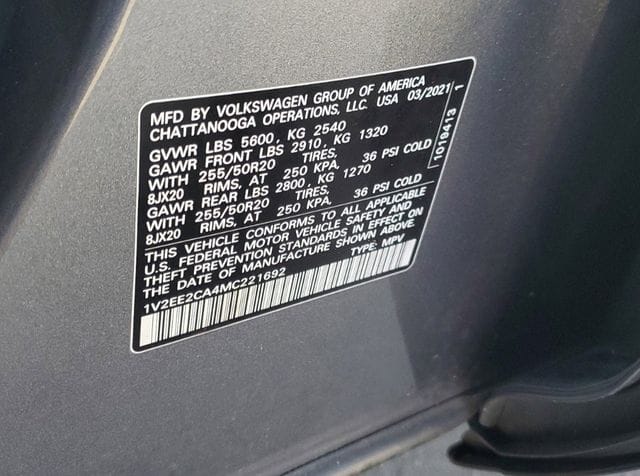 MFD BY VOLKSWAGEN GROUP OF AMERICA
CHATTANOOGA OPERATIONS, LLC. USA 03/2021 1
GVWR LBS 5600, KG 2540
GAWR FRONT LBS 2910, KG 1320
WITH 255/50R20 TIRES,
8JX20 RIMS, AT 250 KPA, 36 PSI COLD
GAWR REAR LBS 2800, KG 1270
WITH 255/50R20 TIRES,
8JX20 RIMS, AT 250 KPA, 36 PSI COLD
THIS VEHICLE CONFORMS TO ALL APPLICABLE
U.S. FEDERAL MOTOR VEHICLE SAFETY AND
THEFT PREVENTION STANDARDS IN EFFECT ON
THE DATE OF MANUFACTURE SHOWN ABOVE.
1V2EE2CA4MC221692 TYPE: MPV
1019413